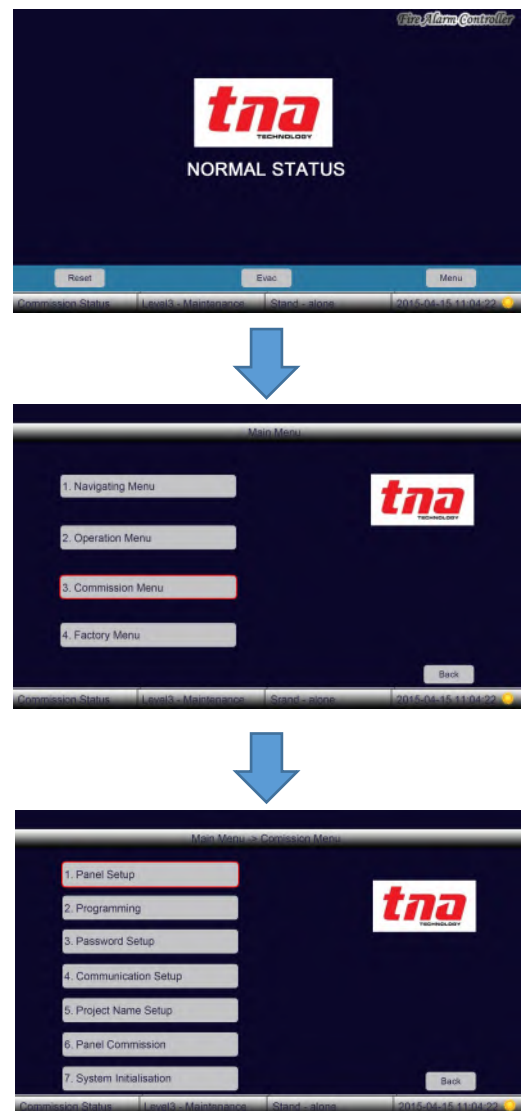 Fire Alarm Controller
tna
TECHNOLOGY
NORMAL STATUS
Reset Evac Menu
Commission Status Level3 - Maintenance Stand - alone 2015-04-15 11:04:22
Main Menu
1. Navigating Menu
tna
TECHNOLOGY
2. Operation Menu
3. Commission Menu
4. Factory Menu
Back
Commission Status Level3 - Maintenance Srand - alone 2015-04-15 11:04:22
Main Menu -> Comission Menu
1. Panel Setup
tna
TECHNOLOGY
2. Programming
3. Password Setup
4. Communication Setup
5. Project Name Setup
6. Panel Commission
7. System Initialisation
Back
Commission Status Level3 - Maintenance Stand - alone 2015-04-15 11:04:22